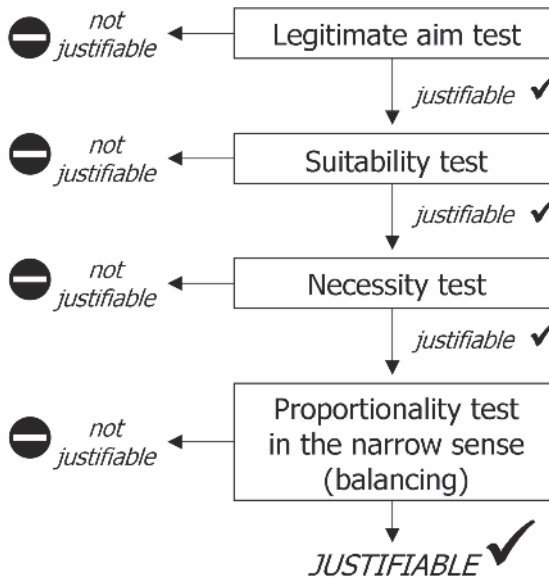 not
justifiable
Legitimate aim test
justifiable
not
justifiable
Suitability test
justifiable
not
justifiable
Necessity test
justifiable
not
justifiable
Proportionality test
in the narrow sense
(balancing)
JUSTIFIABLE